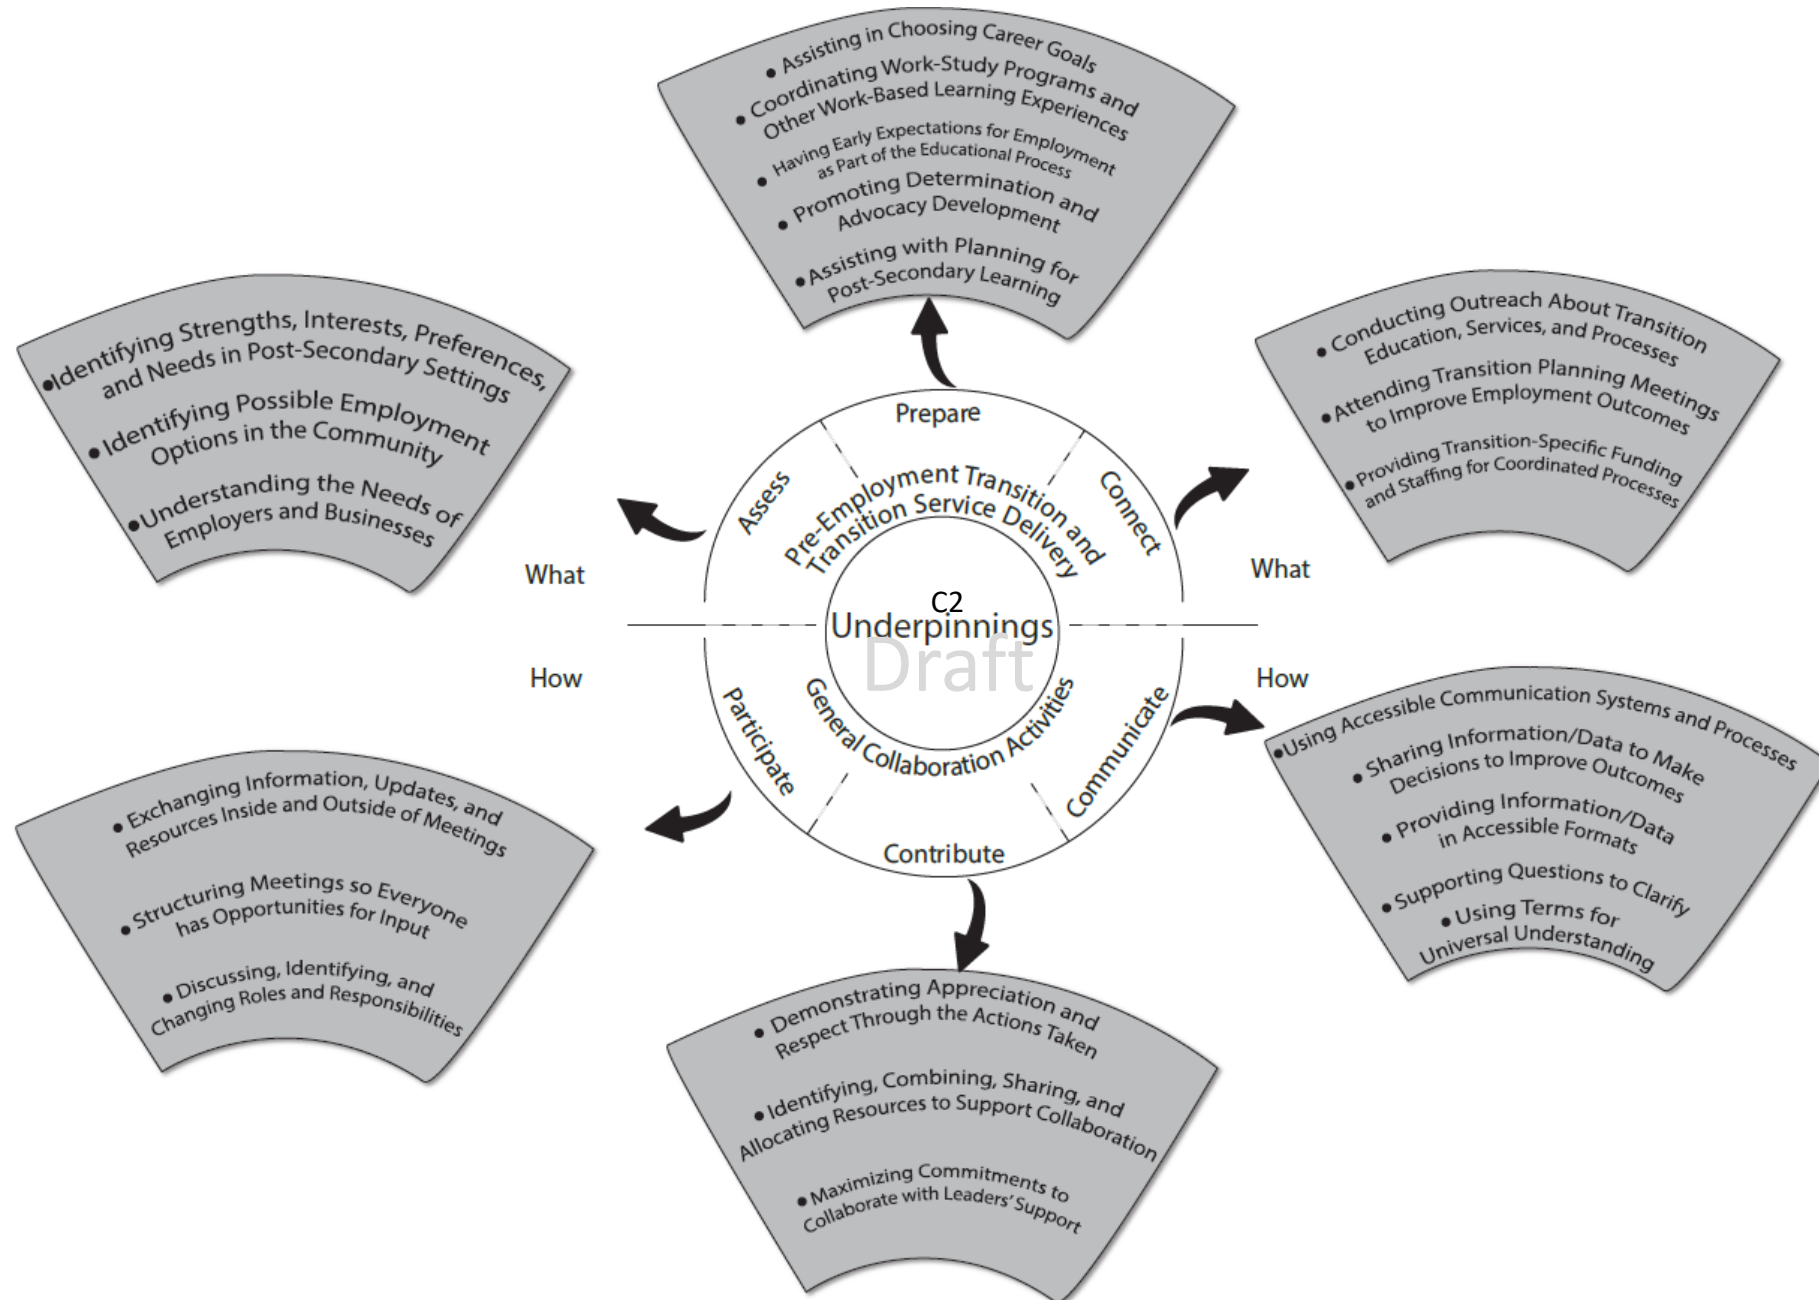 • Assisting in Choosing Career Goals
• Coordinating Work-Study Programs and
Other Work-Based Learning Experiences
• Having Early Expectations for Employment
as Part of the Educational Process
• Promoting Determination and
Advocacy Development
• Assisting with Planning for
Post-Secondary Learning
• Identifying Strengths, Interests, Preferences,
and Needs in Post-Secondary Settings
• Identifying Possible Employment
Options in the Community
• Understanding the Needs of
Employers and Businesses
• Conducting Outreach About Transition
Education, Services, and Processes
• Attending Transition Planning Meetings
to Improve Employment Outcomes
• Providing Transition-Specific Funding
and Staffing for Coordinated Processes
Prepare
Assess
Connect
Pre-Employment Transition and
Transition Service Delivery
What
What
C2
Underpinnings
Draft
How
How
Participate
General Collaboration Activities
Communicate
Contribute
• Using Accessible Communication Systems and Processes
• Sharing Information/Data to Make
Decisions to Improve Outcomes
• Providing Information/Data
in Accessible Formats
• Supporting Questions to Clarify
• Using Terms for
Universal Understanding
• Exchanging Information, Updates, and
Resources Inside and Outside of Meetings
• Structuring Meetings so Everyone
has Opportunities for Input
• Discussing, Identifying, and
Changing Roles and Responsibilities
• Demonstrating Appreciation and
Respect Through the Actions Taken
• Identifying, Combining, Sharing, and
Allocating Resources to Support Collaboration
• Maximizing Commitments to
Collaborate with Leaders' Support